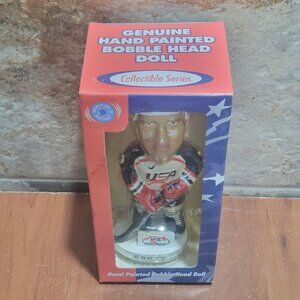 GENUINE
HAND PAINTED
BOBBLE HEAD
DOLL
Collectible Series
USA
Hand Painted Bobble Head Doll